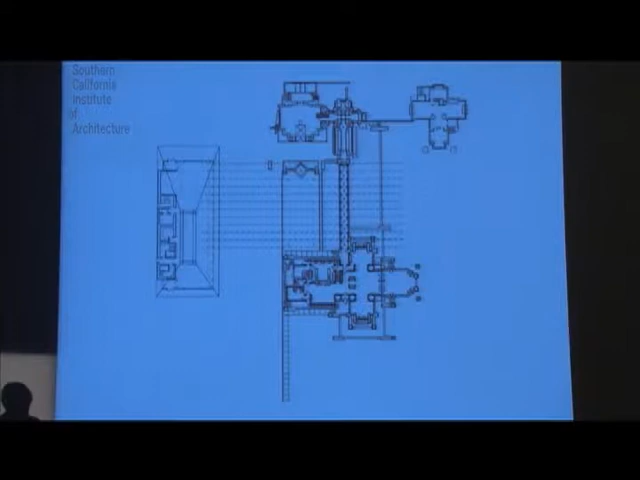 Southern
California
Institute
of
Architecture